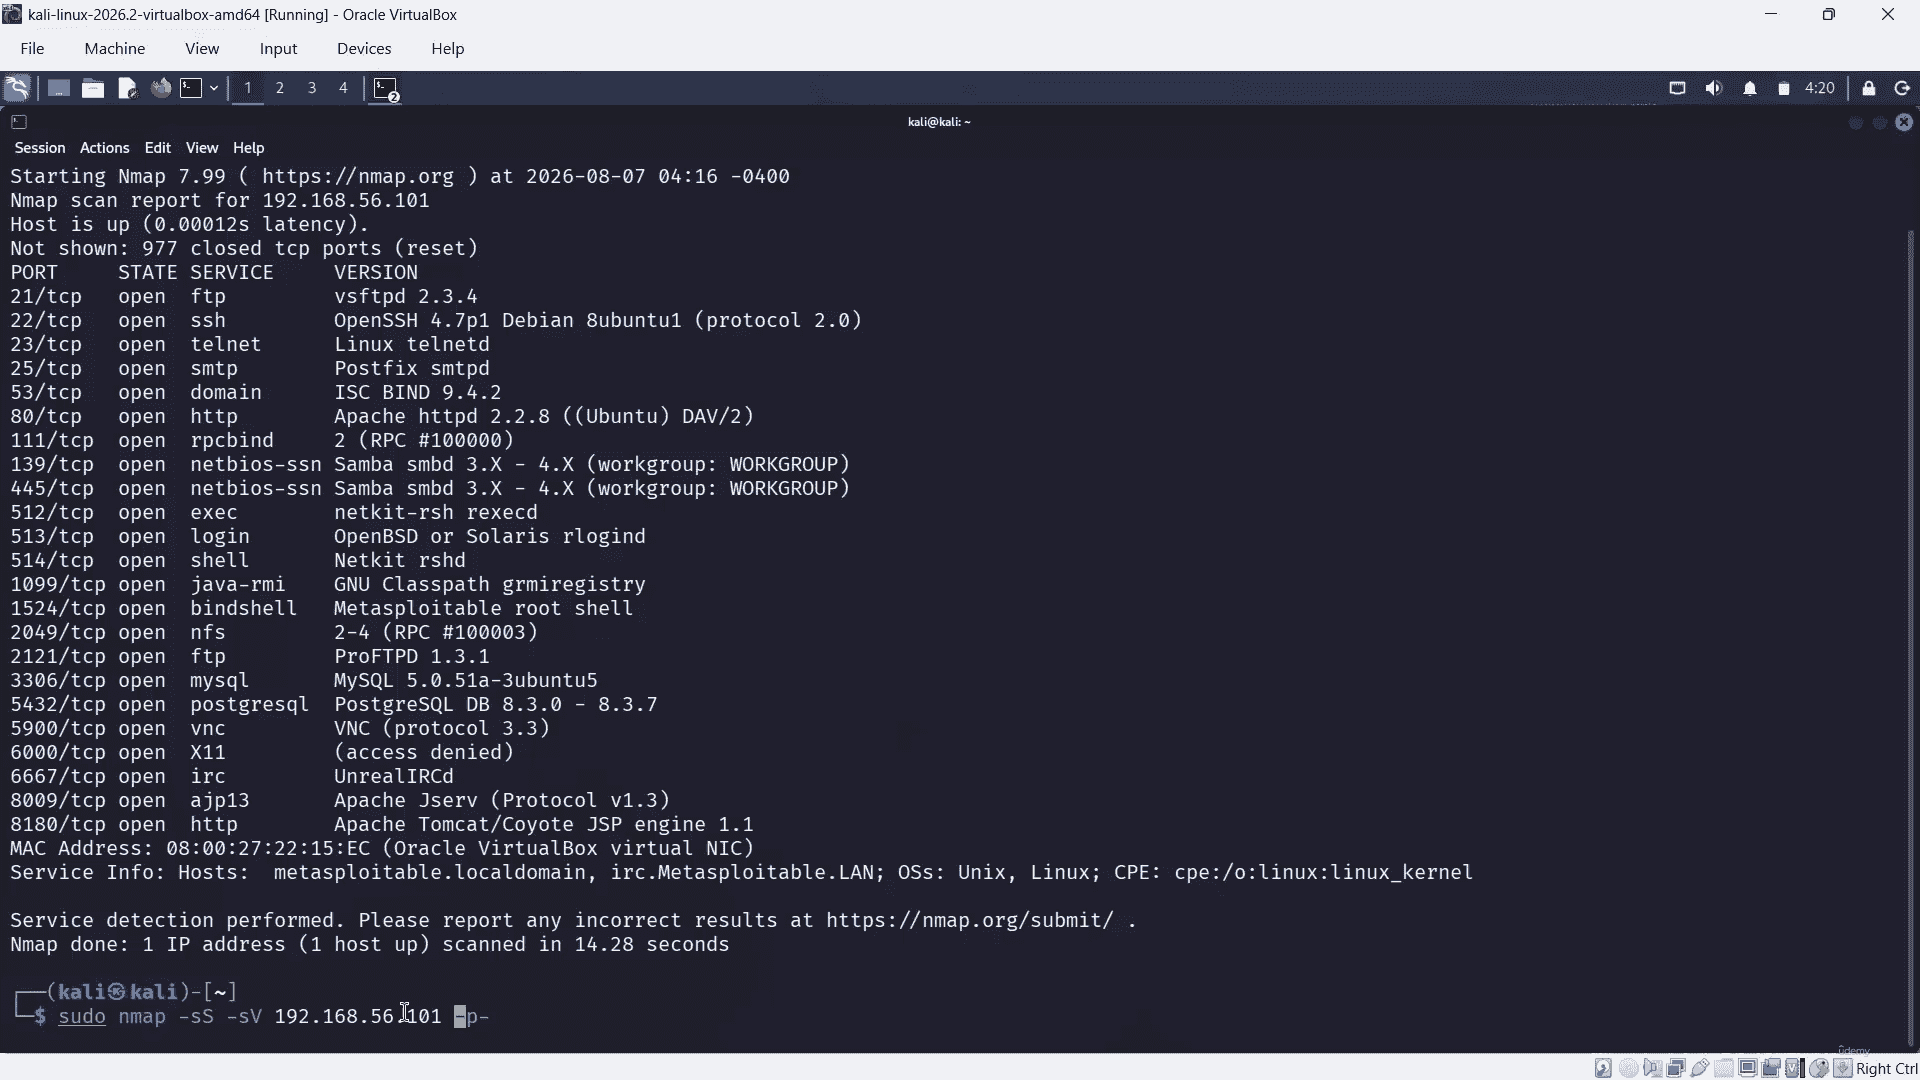 kali-linux-2026.2-virtualbox-amd64 [Running] - Oracle VirtualBox
File Machine View Input Devices Help
1 2 3 4 2 4:20
kali@kali: ~
Session Actions Edit View Help
Starting Nmap 7.99 ( https://nmap.org ) at 2026-08-07 04:16 -0400
Nmap scan report for 192.168.56.101
Host is up (0.00012s latency).
Not shown: 977 closed tcp ports (reset)
PORT     STATE SERVICE     VERSION
21/tcp   open  ftp         vsftpd 2.3.4
22/tcp   open  ssh         OpenSSH 4.7p1 Debian 8ubuntu1 (protocol 2.0)
23/tcp   open  telnet      Linux telnetd
25/tcp   open  smtp        Postfix smtpd
53/tcp   open  domain      ISC BIND 9.4.2
80/tcp   open  http        Apache httpd 2.2.8 ((Ubuntu) DAV/2)
111/tcp  open  rpcbind     2 (RPC #100000)
139/tcp  open  netbios-ssn Samba smbd 3.X - 4.X (workgroup: WORKGROUP)
445/tcp  open  netbios-ssn Samba smbd 3.X - 4.X (workgroup: WORKGROUP)
512/tcp  open  exec        netkit-rsh rexecd
513/tcp  open  login       OpenBSD or Solaris rlogind
514/tcp  open  shell       Netkit rshd
1099/tcp open  java-rmi    GNU Classpath grmiregistry
1524/tcp open  bindshell   Metasploitable root shell
2049/tcp open  nfs         2-4 (RPC #100003)
2121/tcp open  ftp         ProFTPD 1.3.1
3306/tcp open  mysql       MySQL 5.0.51a-3ubuntu5
5432/tcp open  postgresql  PostgreSQL DB 8.3.0 - 8.3.7
5900/tcp open  vnc         VNC (protocol 3.3)
6000/tcp open  X11         (access denied)
6667/tcp open  irc         UnrealIRCd
8009/tcp open  ajp13       Apache Jserv (Protocol v1.3)
8180/tcp open  http        Apache Tomcat/Coyote JSP engine 1.1
MAC Address: 08:00:27:22:15:EC (Oracle VirtualBox virtual NIC)
Service Info: Hosts:  metasploitable.localdomain, irc.Metasploitable.LAN; OSs: Unix, Linux; CPE: cpe:/o:linux:linux_kernel
Service detection performed. Please report any incorrect results at https://nmap.org/submit/ .
Nmap done: 1 IP address (1 host up) scanned in 14.28 seconds
┌──(kali㉿kali)-[~]
└─$ sudo nmap -sS -sV 192.168.56.101 -p-
udemy
Right Ctrl